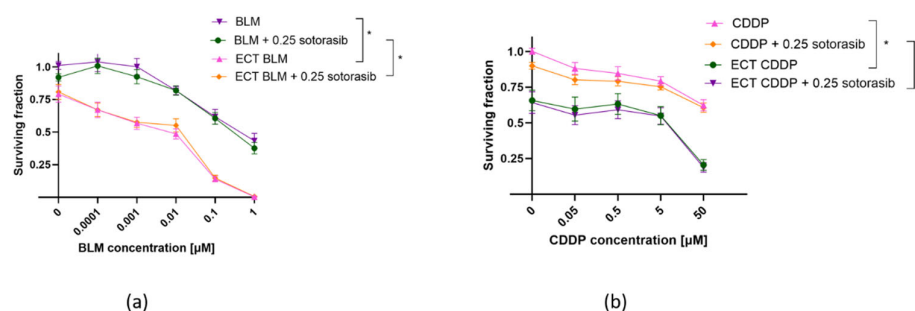 BLM
BLM + 0.25 sotorasib
ECT BLM
ECT BLM + 0.25 sotorasib
*
*
Surviving fraction
1.0
0.75
0.5
0.25
0
0.0001
0.001
0.01
0.1
1
BLM concentration [µM]
(a)
CDDP
CDDP + 0.25 sotorasib
ECT CDDP
ECT CDDP + 0.25 sotorasib
*
Surviving fraction
1.0
0.75
0.5
0.25
0
0.05
0.5
5
50
CDDP concentration [µM]
(b)